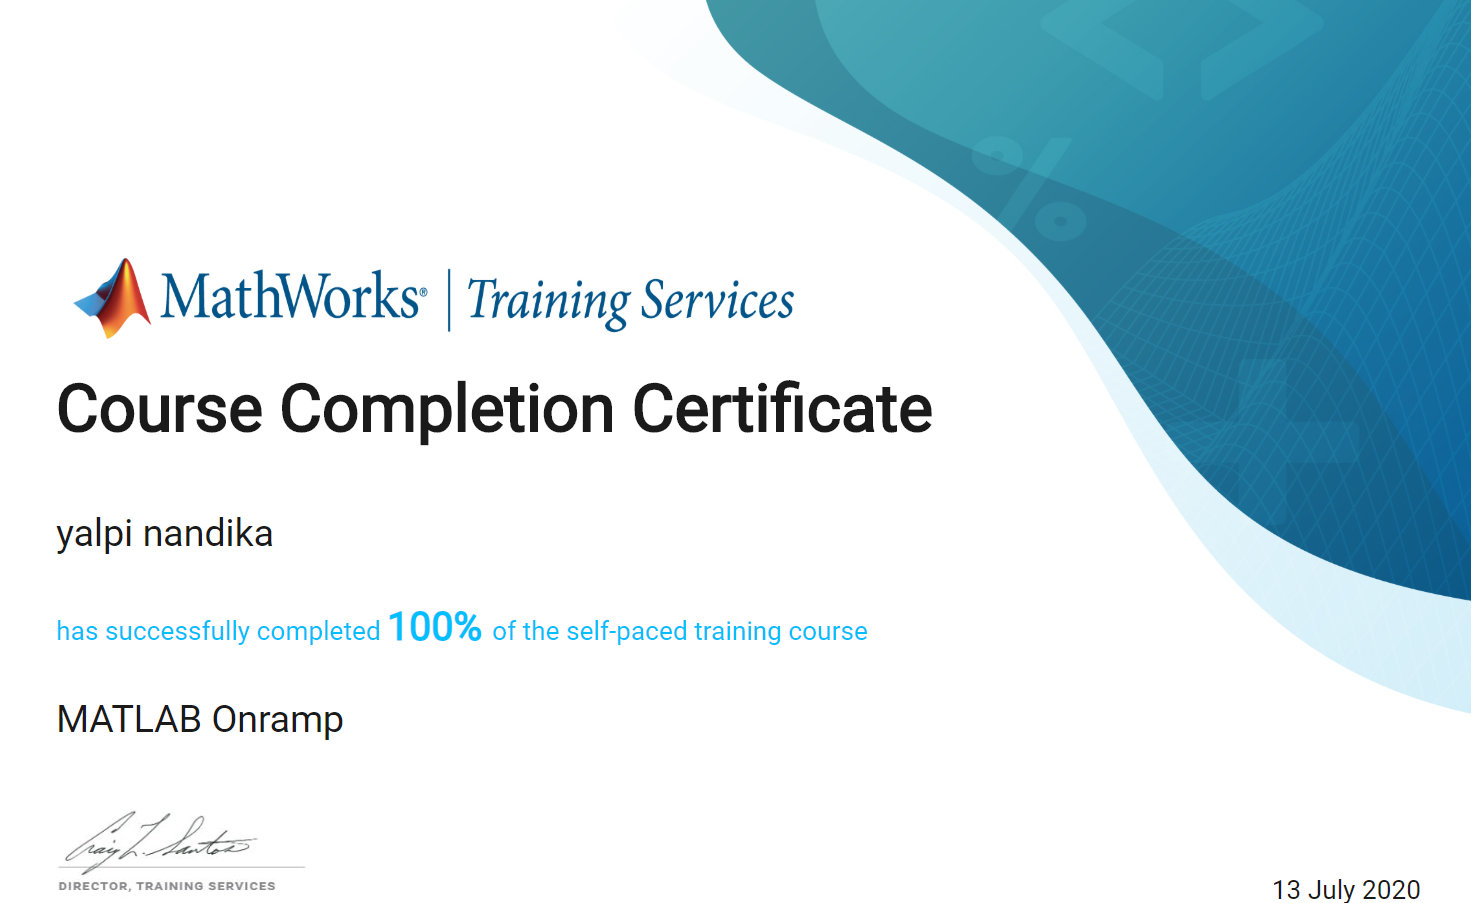 MathWorks® | Training Services
Course Completion Certificate
yalpi nandika
has successfully completed 100% of the self-paced training course
MATLAB Onramp
Craig L. Santos
DIRECTOR, TRAINING SERVICES
13 July 2020